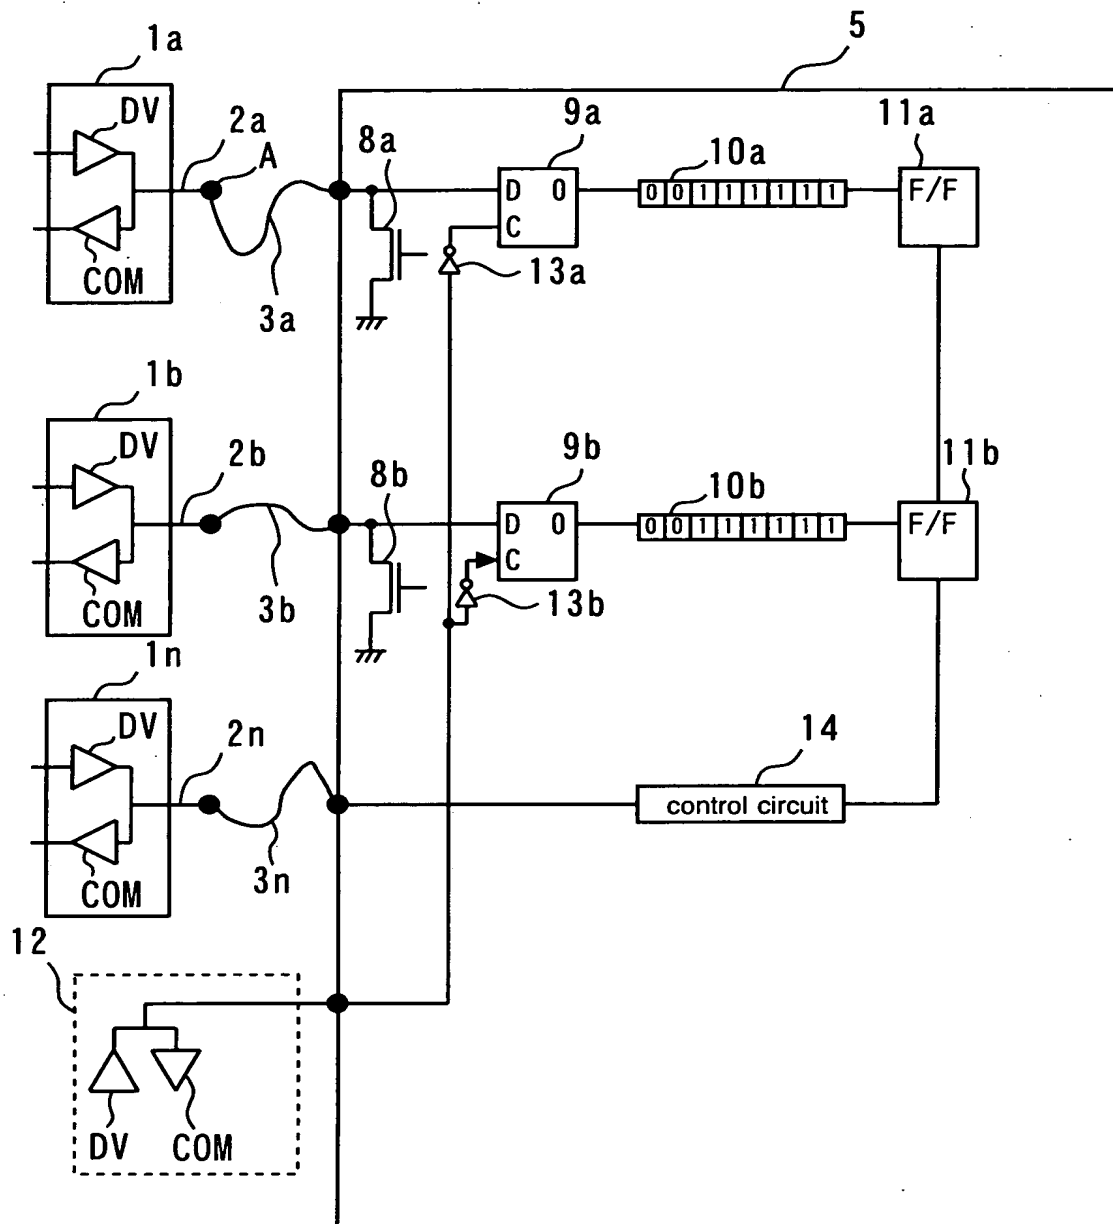 1a
5
DV
2a
A
8a
9a
10a
11a
D 0
C
0 0 1 1 1 1 1 1
F/F
COM
3a
13a
1b
DV
2b
8b
9b
10b
11b
D 0
C
0 0 1 1 1 1 1 1
F/F
COM
3b
13b
1n
DV
2n
14
control circuit
COM
3n
12
DV
COM